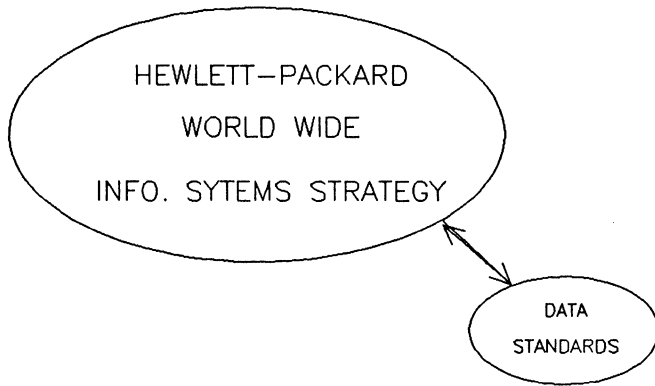 HEWLETT-PACKARD
WORLD WIDE
INFO. SYTEMS STRATEGY
DATA
STANDARDS